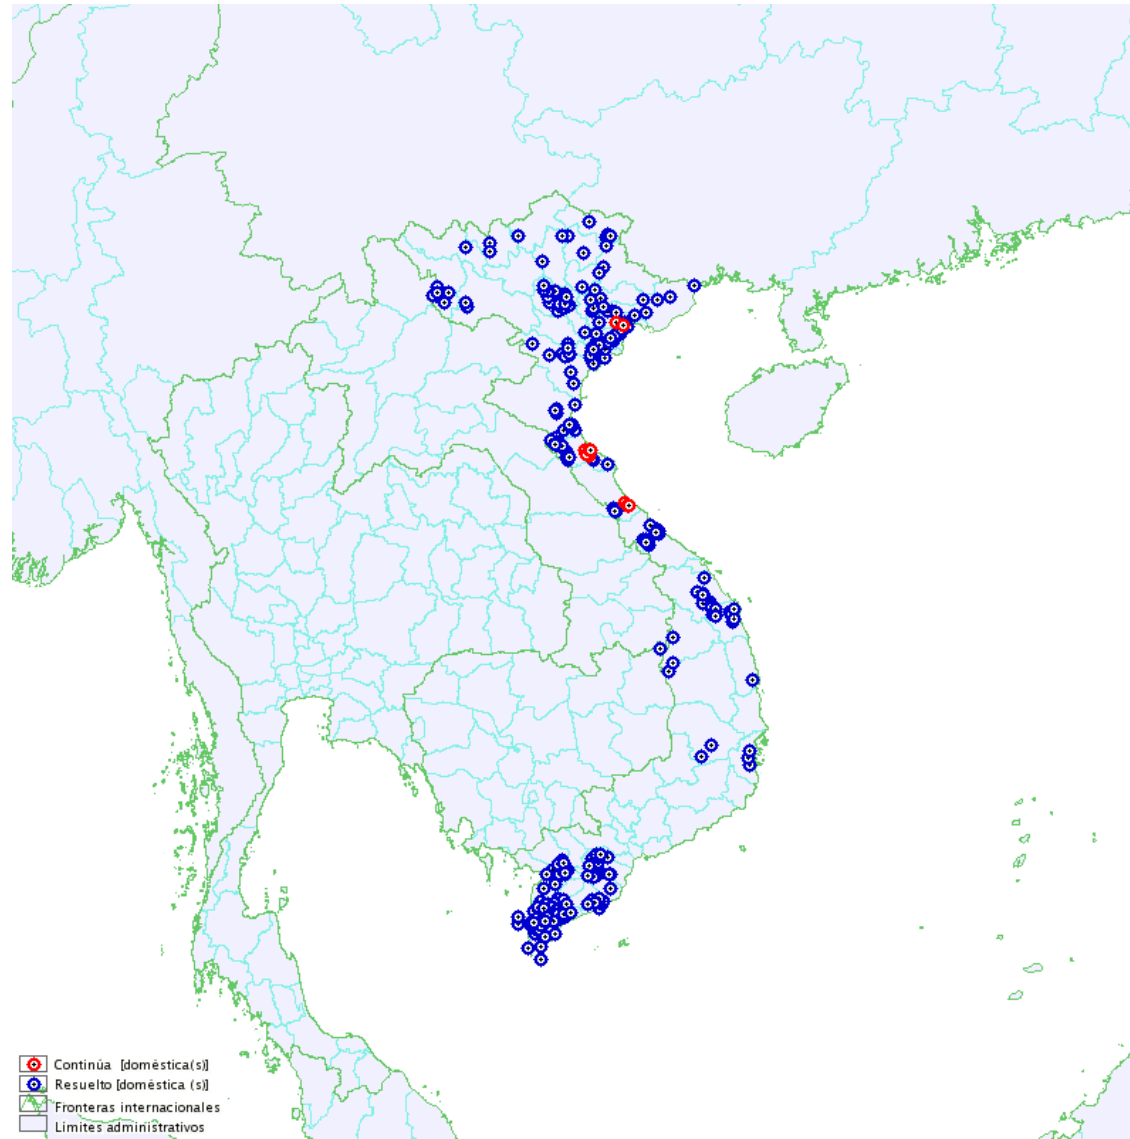 Continúa [doméstica(s)]
Resuelto [doméstica (s)]
Fronteras internacionales
Límites administrativos